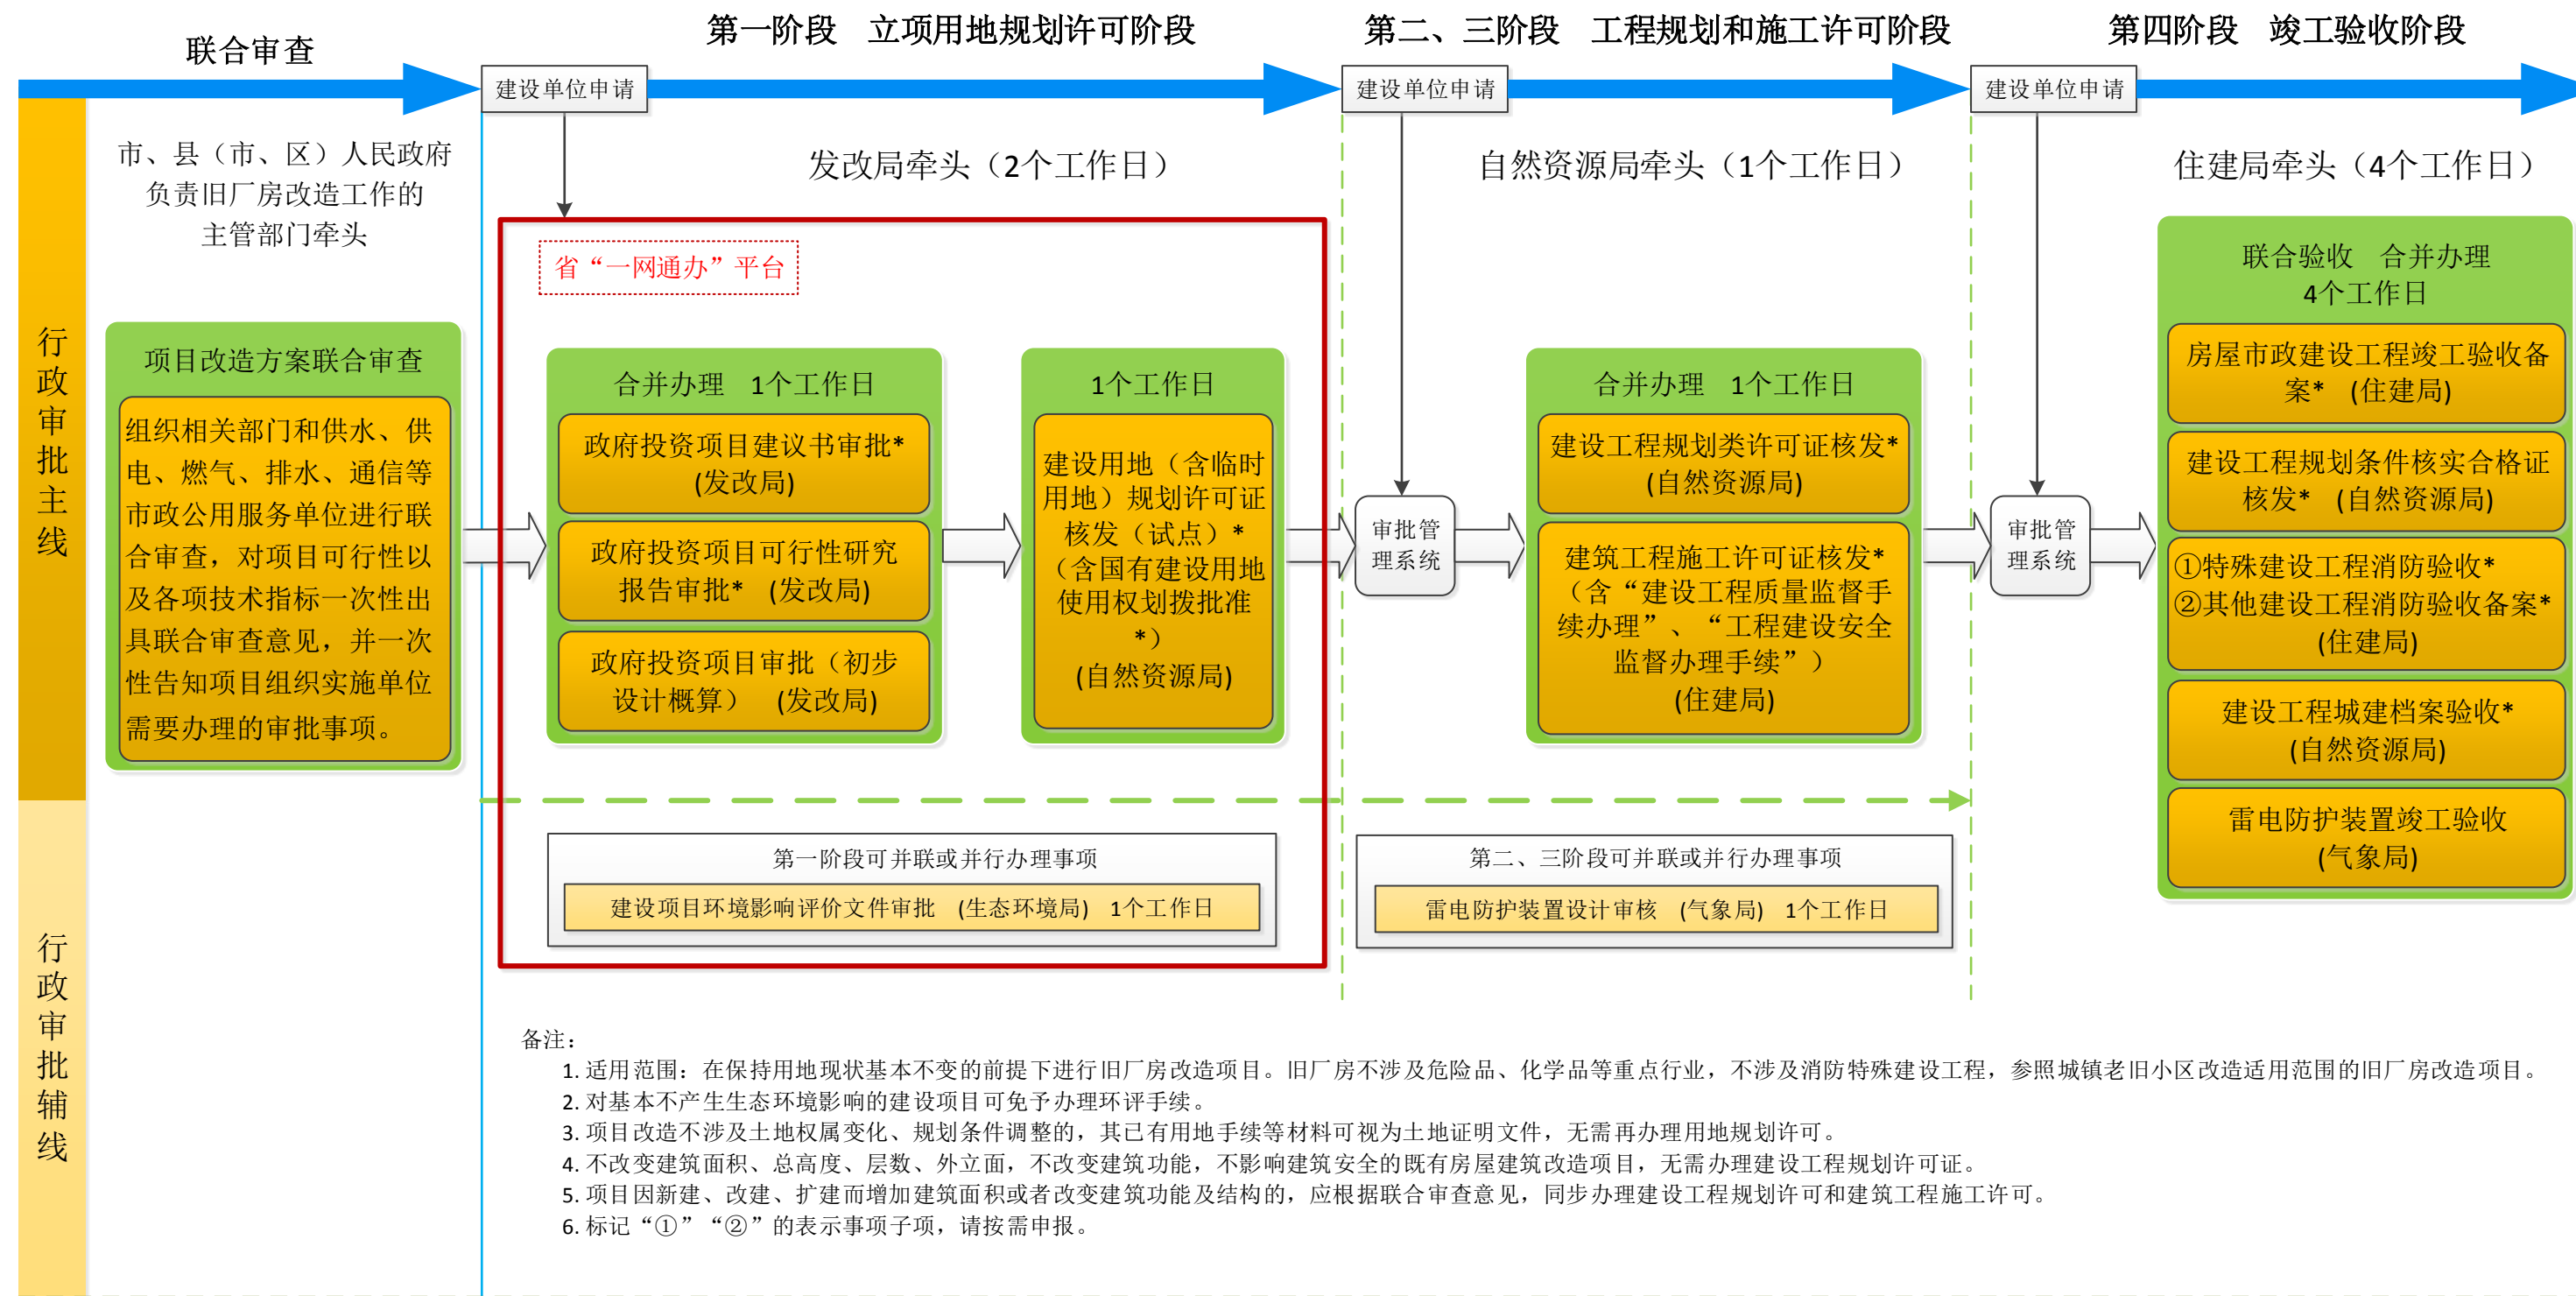 联合审查
第一阶段　立项用地规划许可阶段
第二、三阶段　工程规划和施工许可阶段
第四阶段　竣工验收阶段
建设单位申请
建设单位申请
建设单位申请
行政审批主线
市、县（市、区）人民政府
负责旧厂房改造工作的
主管部门牵头
项目改造方案联合审查
组织相关部门和供水、供
电、燃气、排水、通信等
市政公用服务单位进行联
合审查，对项目可行性以
及各项技术指标一次性出
具联合审查意见，并一次
性告知项目组织实施单位
需要办理的审批事项。
发改局牵头（2个工作日）
省“一网通办”平台
合并办理　1个工作日
政府投资项目建议书审批*
(发改局)
政府投资项目可行性研究
报告审批*　(发改局)
政府投资项目审批（初步
设计概算）　(发改局)
1个工作日
建设用地（含临时
用地）规划许可证
核发（试点）*
（含国有建设用地
使用权划拨批准
*）
(自然资源局)
自然资源局牵头（1个工作日）
审批管
理系统
合并办理　1个工作日
建设工程规划类许可证核发*
(自然资源局)
建筑工程施工许可证核发*
（含“建设工程质量监督手
续办理”、“工程建设安全
监督办理手续”）
(住建局)
住建局牵头（4个工作日）
审批管
理系统
联合验收　合并办理
4个工作日
房屋市政建设工程竣工验收备
案*　(住建局)
建设工程规划条件核实合格证
核发*　(自然资源局)
①特殊建设工程消防验收*
②其他建设工程消防验收备案*
(住建局)
建设工程城建档案验收*
(自然资源局)
雷电防护装置竣工验收
(气象局)
行政审批辅线
第一阶段可并联或并行办理事项
建设项目环境影响评价文件审批　(生态环境局)　1个工作日
第二、三阶段可并联或并行办理事项
雷电防护装置设计审核　(气象局)　1个工作日
备注：
1. 适用范围：在保持用地现状基本不变的前提下进行旧厂房改造项目。旧厂房不涉及危险品、化学品等重点行业，不涉及消防特殊建设工程，参照城镇老旧小区改造适用范围的旧厂房改造项目。
2. 对基本不产生生态环境影响的建设项目可免予办理环评手续。
3. 项目改造不涉及土地权属变化、规划条件调整的，其已有用地手续等材料可视为土地证明文件，无需再办理用地规划许可。
4. 不改变建筑面积、总高度、层数、外立面，不改变建筑功能，不影响建筑安全的既有房屋建筑改造项目，无需办理建设工程规划许可证。
5. 项目因新建、改建、扩建而增加建筑面积或者改变建筑功能及结构的，应根据联合审查意见，同步办理建设工程规划许可和建筑工程施工许可。
6. 标记“①”“②”的表示事项子项，请按需申报。